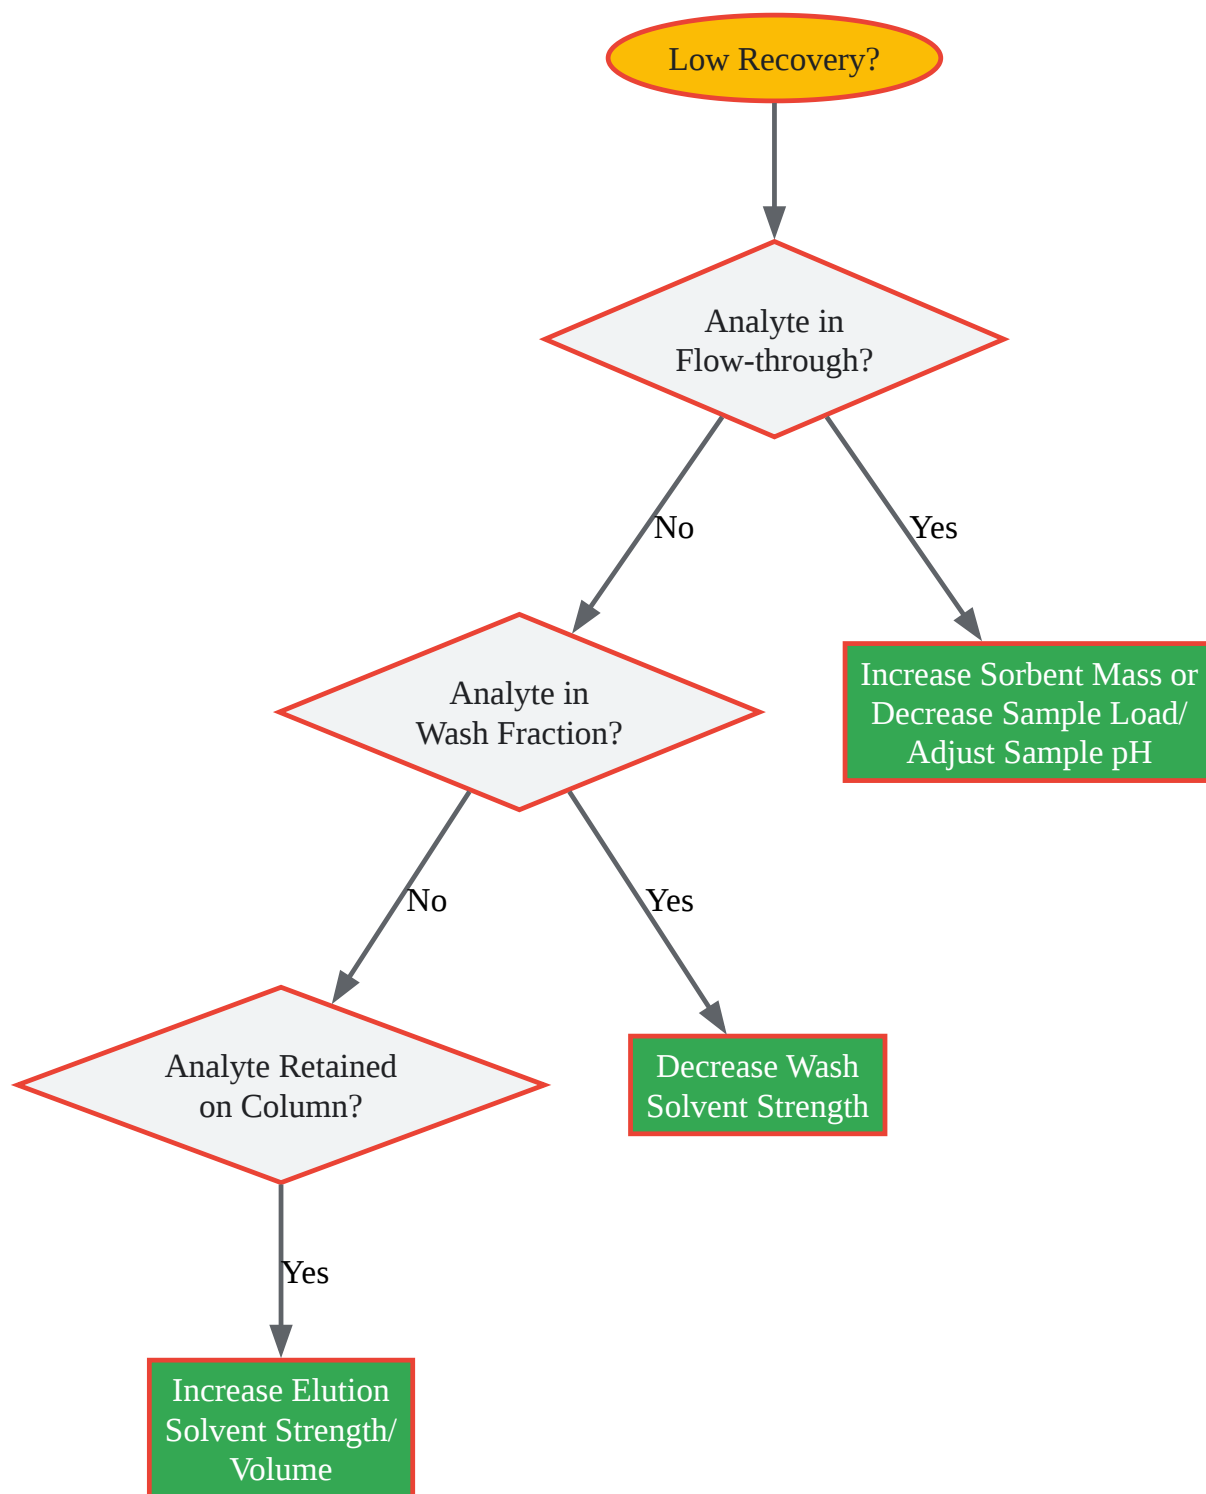 Low Recovery?
Analyte in
Flow-through?
No
Yes
Increase Sorbent Mass or
Decrease Sample Load/
Adjust Sample pH
Analyte in
Wash Fraction?
No
Yes
Decrease Wash
Solvent Strength
Analyte Retained
on Column?
Yes
Increase Elution
Solvent Strength/
Volume